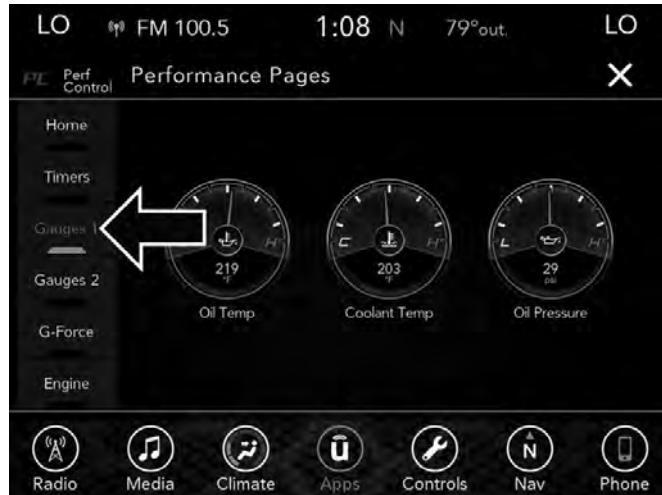 LO FM 100.5 1:08 N 79°out. LO
Perf
Control
Performance Pages
Home
Timers
Gauges 1
Gauges 2
G-Force
Engine
H
219
°F
Oil Temp
C H
203
°F
Coolant Temp
L H
29
psi
Oil Pressure
Radio Media Climate Apps Controls Nav Phone
N